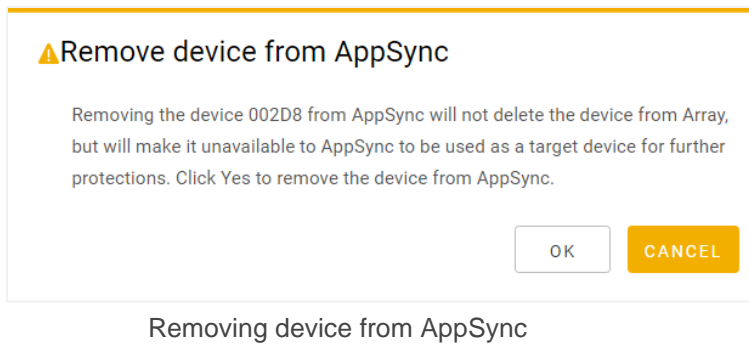 Remove device from AppSync
Removing the device 002D8 from AppSync will not delete the device from Array,
but will make it unavailable to AppSync to be used as a target device for further
protections. Click Yes to remove the device from AppSync.
OK
CANCEL
Removing device from AppSync